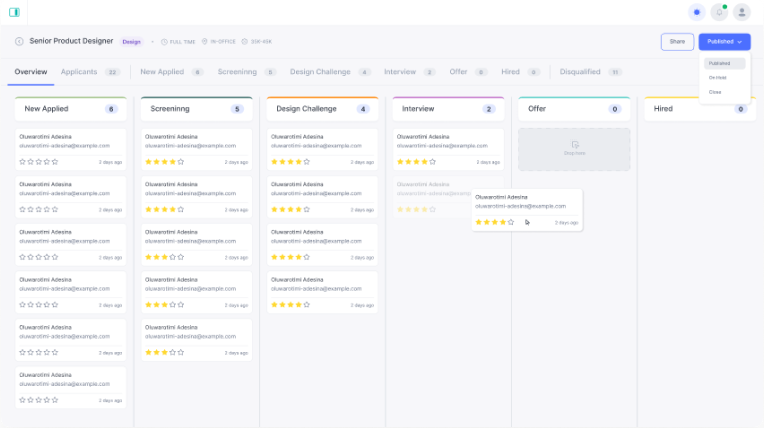 Senior Product Designer Design • FULL TIME IN-OFFICE 35K-45K
Share Published
Published
On Hold
Close
Overview Applicants 22 New Applied 6 Screeninng 5 Design Challenge 4 Interview 2 Offer 0 Hired 0 Disqualified 11
New Applied 6
Oluwarotimi Adesina
oluwarotimi-adesina@example.com
2 days ago
Oluwarotimi Adesina
oluwarotimi-adesina@example.com
2 days ago
Oluwarotimi Adesina
oluwarotimi-adesina@example.com
2 days ago
Oluwarotimi Adesina
oluwarotimi-adesina@example.com
2 days ago
Oluwarotimi Adesina
oluwarotimi-adesina@example.com
2 days ago
Oluwarotimi Adesina
oluwarotimi-adesina@example.com
2 days ago
Screeninng 5
Oluwarotimi Adesina
oluwarotimi-adesina@example.com
2 days ago
Oluwarotimi Adesina
oluwarotimi-adesina@example.com
2 days ago
Oluwarotimi Adesina
oluwarotimi-adesina@example.com
2 days ago
Oluwarotimi Adesina
oluwarotimi-adesina@example.com
2 days ago
Oluwarotimi Adesina
oluwarotimi-adesina@example.com
2 days ago
Design Challenge 4
Oluwarotimi Adesina
oluwarotimi-adesina@example.com
2 days ago
Oluwarotimi Adesina
oluwarotimi-adesina@example.com
2 days ago
Oluwarotimi Adesina
oluwarotimi-adesina@example.com
2 days ago
Oluwarotimi Adesina
oluwarotimi-adesina@example.com
2 days ago
Interview 2
Oluwarotimi Adesina
oluwarotimi-adesina@example.com
2 days ago
Oluwarotimi Adesina
oluwarotimi-adesina
Oluwarotimi Adesina
oluwarotimi-adesina@example.com
2 days ago
Offer 0
Drop here
Hired 0